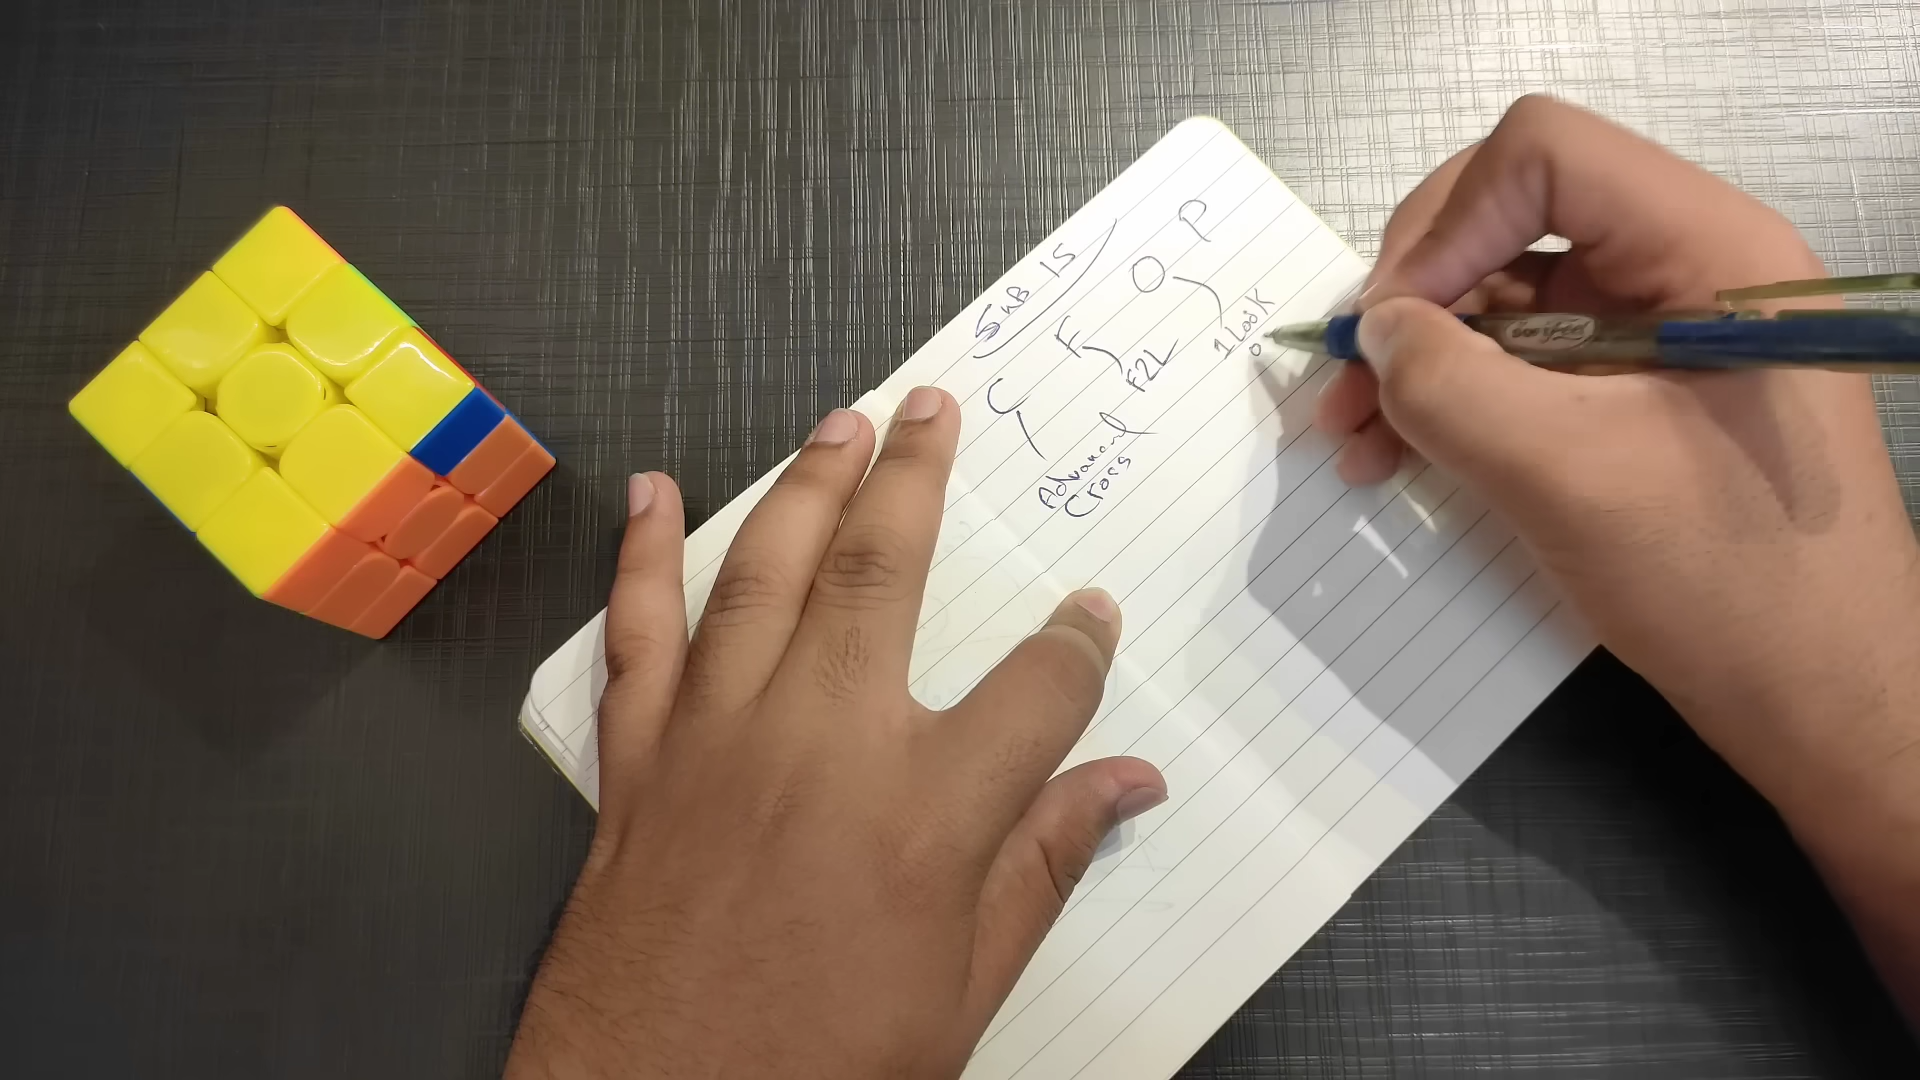 SuB 15
C F O P
Advanced
Cross
F2L
1 Look
O